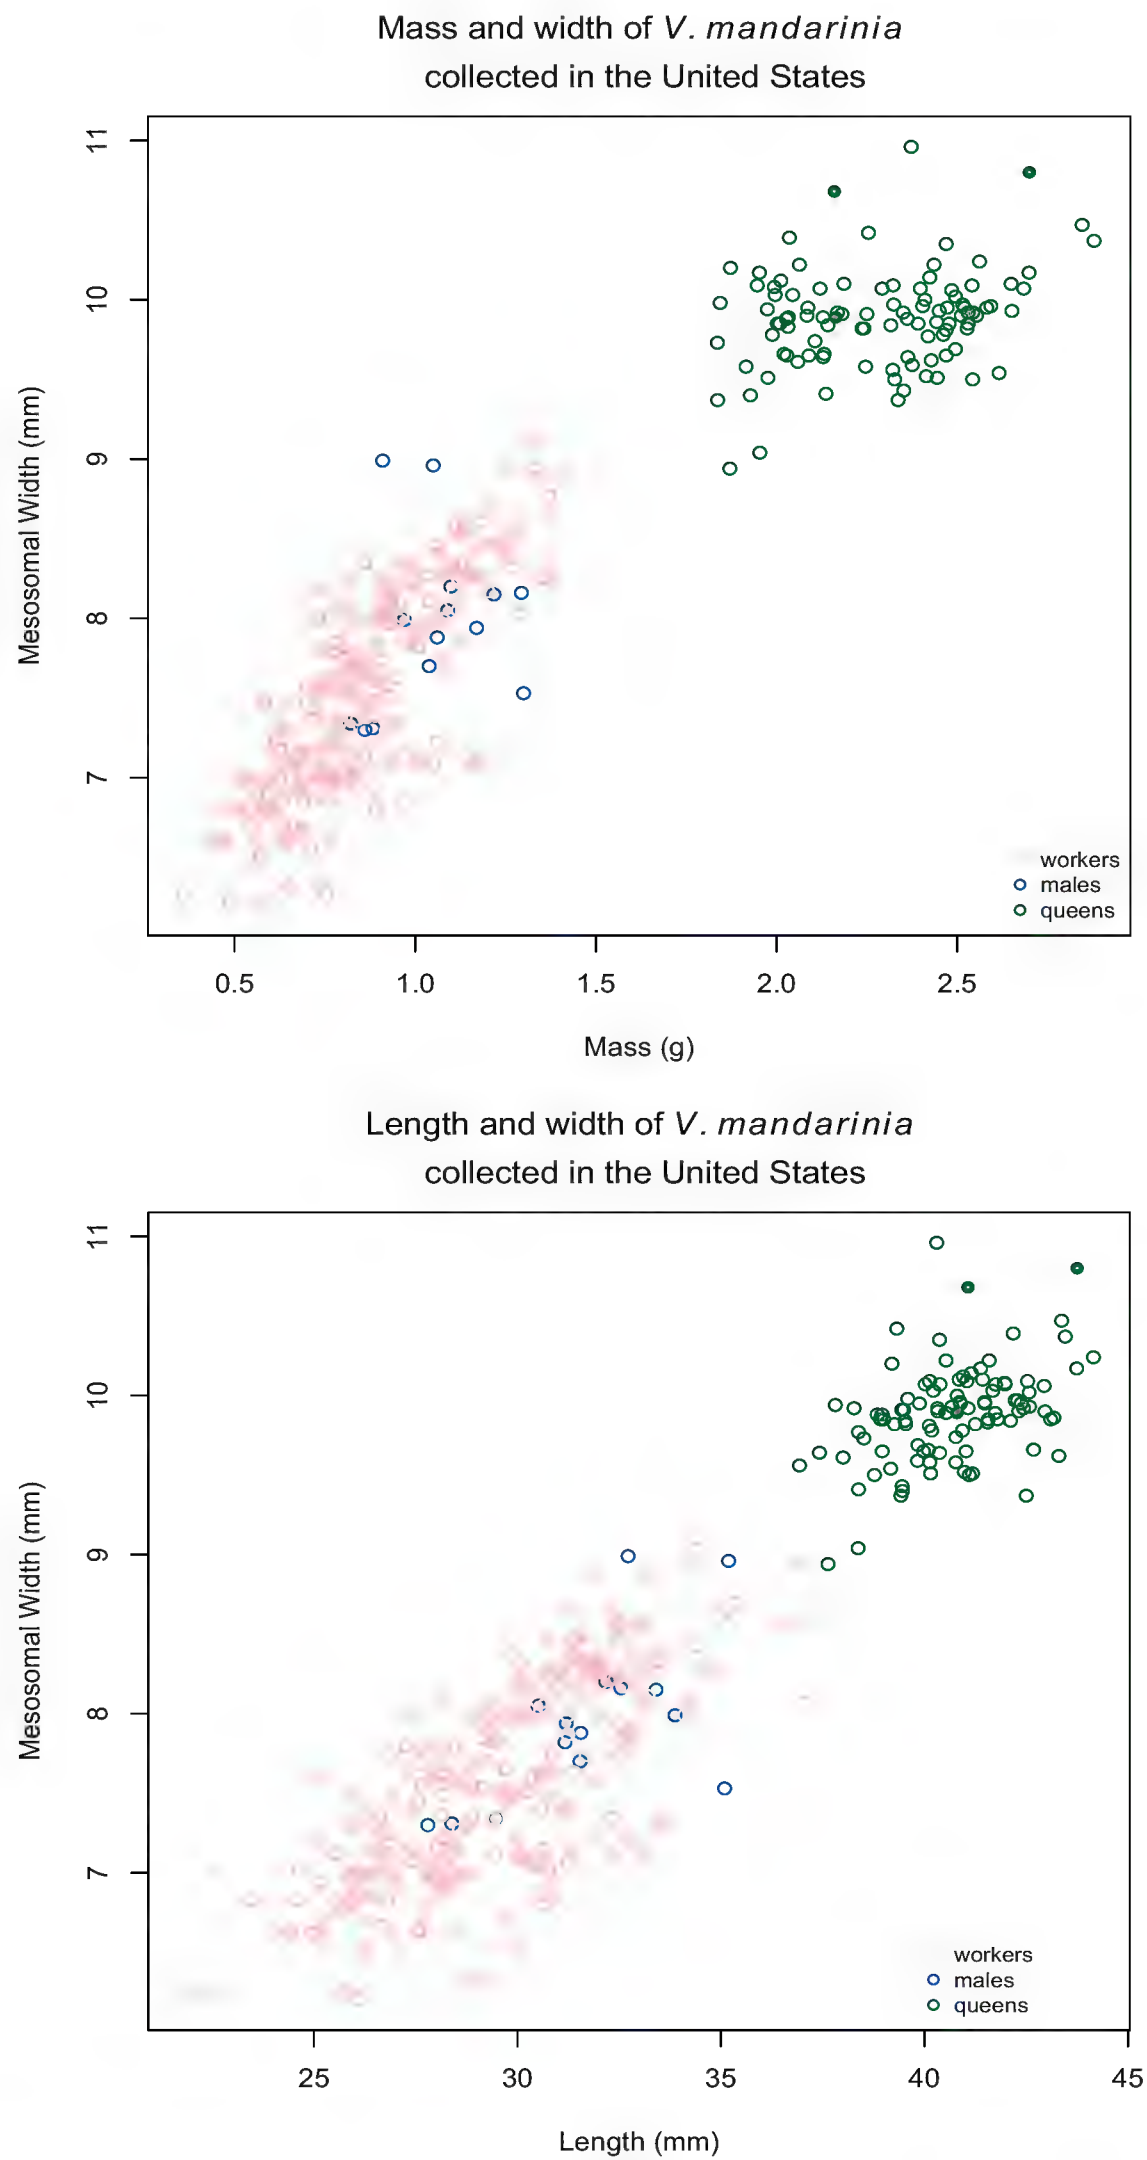 Mass and width of V. mandarinia
collected in the United States
Mesosomal Width (mm)
11
10
9
8
7
workers
males
queens
0.5 1.0 1.5 2.0 2.5
Mass (g)
Length and width of V. mandarinia
collected in the United States
Mesosomal Width (mm)
11
10
9
8
7
workers
males
queens
25 30 35 40 45
Length (mm)